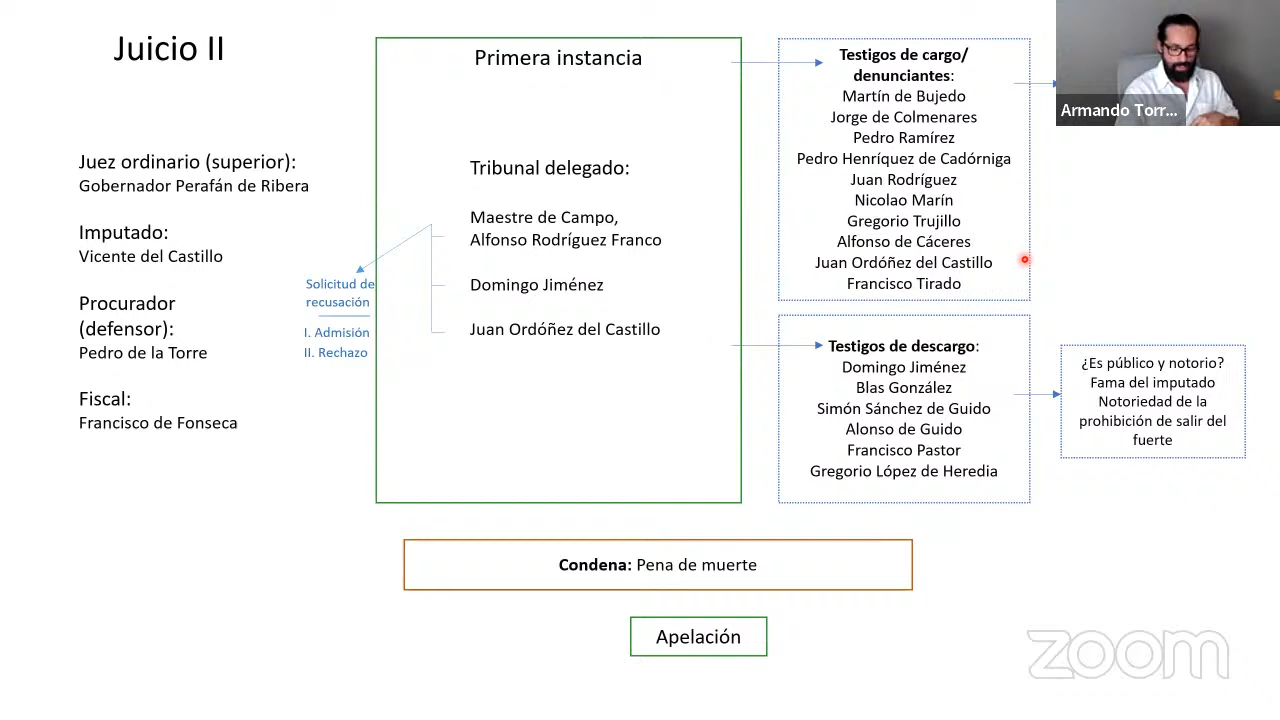 Juicio II
Juez ordinario (superior):
Gobernador Perafán de Ribera
Imputado:
Vicente del Castillo
Procurador
(defensor):
Pedro de la Torre
Fiscal:
Francisco de Fonseca
Solicitud de
recusación
I. Admisión
II. Rechazo
Primera instancia
Tribunal delegado:
Maestre de Campo,
Alfonso Rodríguez Franco
Domingo Jiménez
Juan Ordóñez del Castillo
Testigos de cargo/
denunciantes:
Martín de Bujedo
Jorge de Colmenares
Pedro Ramírez
Pedro Henríquez de Cadórniga
Juan Rodríguez
Nicolao Marín
Gregorio Trujillo
Alfonso de Cáceres
Juan Ordóñez del Castillo
Francisco Tirado
Testigos de descargo:
Domingo Jiménez
Blas González
Simón Sánchez de Guido
Alonso de Guido
Francisco Pastor
Gregorio López de Heredia
¿Es público y notorio?
Fama del imputado
Notoriedad de la
prohibición de salir del
fuerte
Condena: Pena de muerte
Apelación
Armando Torr...
zoom